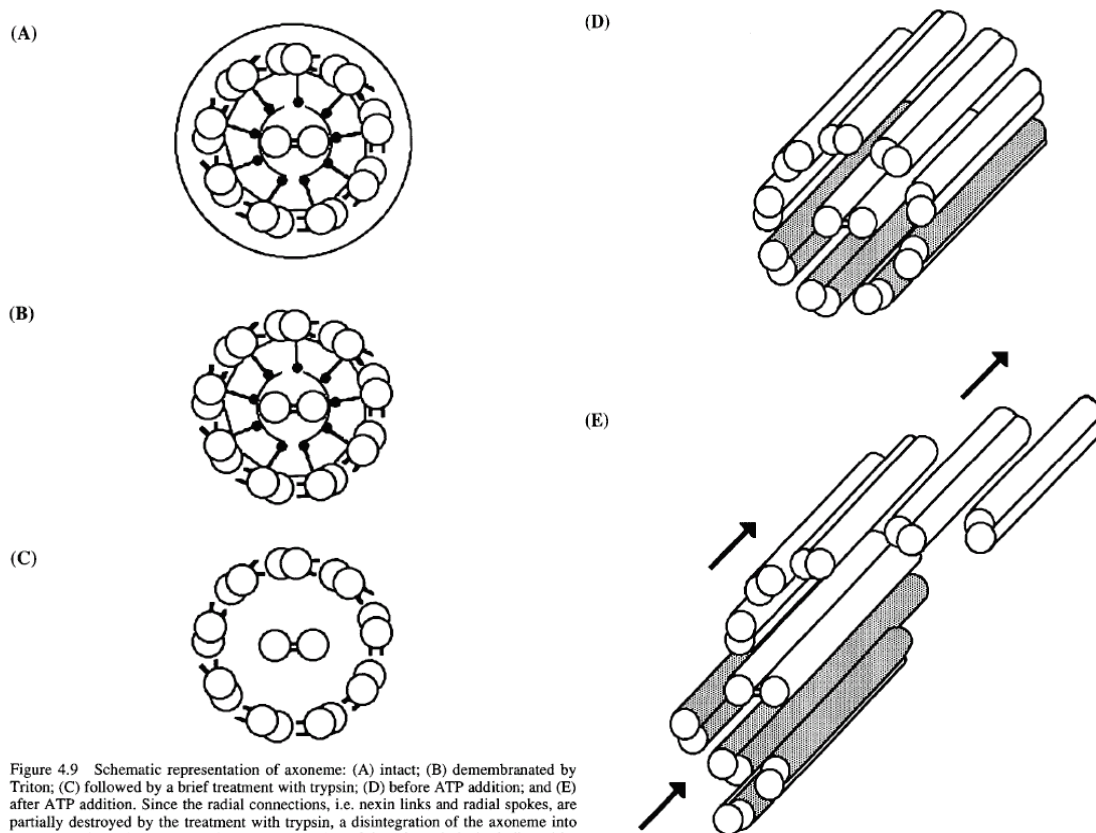 (A)
(B)
(C)
Figure 4.9 Schematic representation of axoneme: (A) intact; (B) demembranated by
Triton; (C) followed by a brief treatment with trypsin; (D) before ATP addition; and (E)
after ATP addition. Since the radial connections, i.e. nexin links and radial spokes, are
partially destroyed by the treatment with trypsin, a disintegration of the axoneme into
(D)
(E)